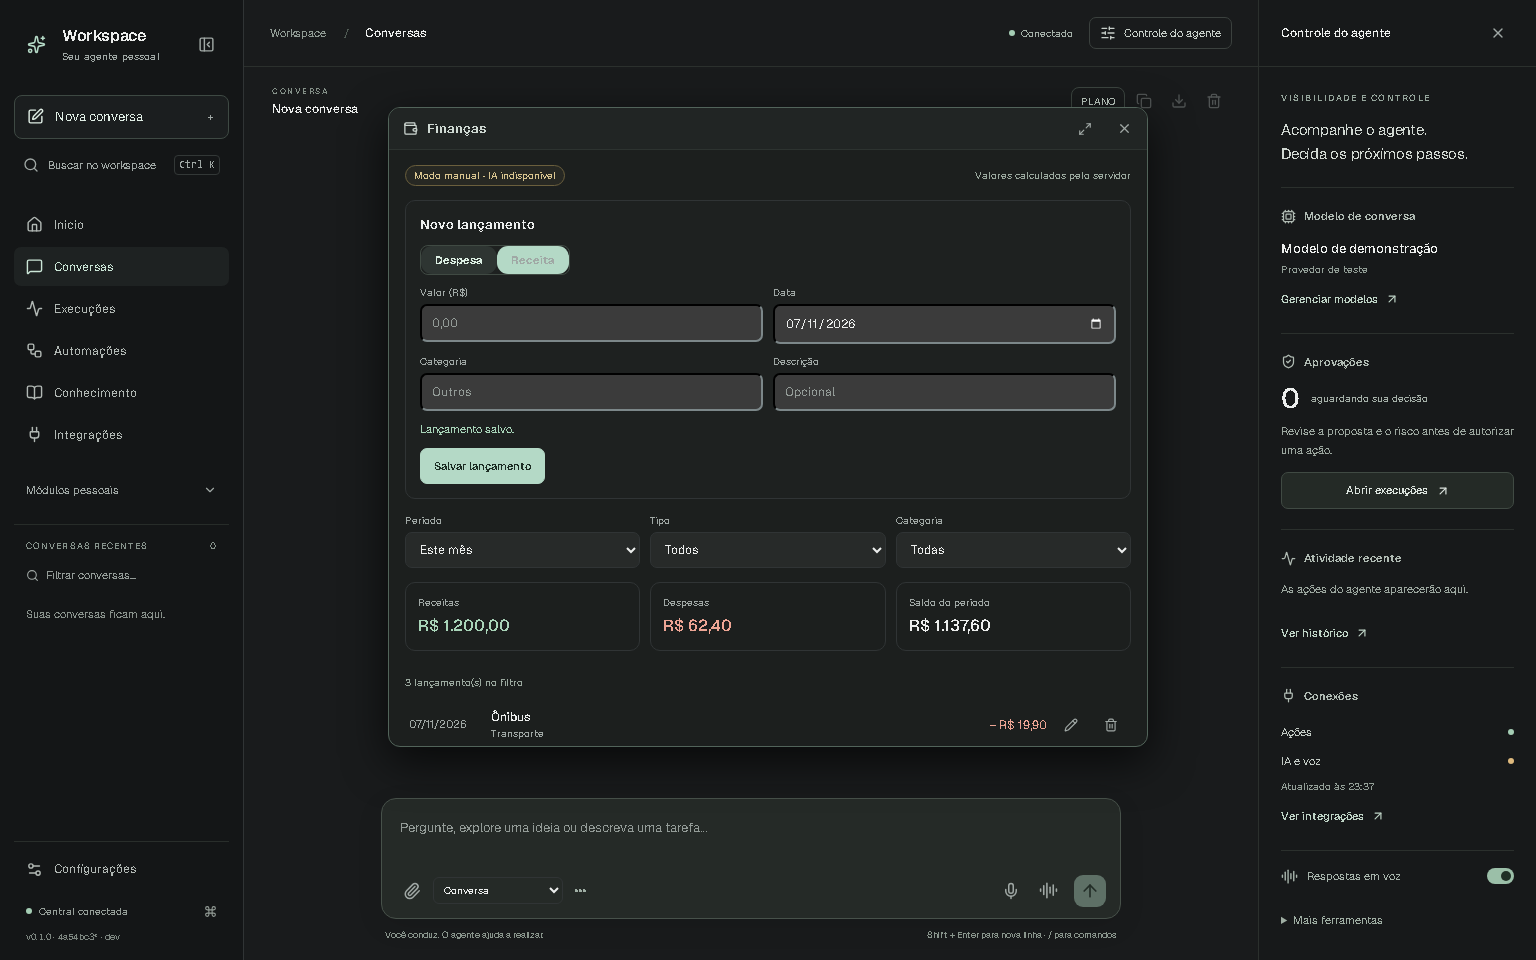 Workspace
Seu agente pessoal
Nova conversa +
Buscar no workspace Ctrl K
Início
Conversas
Execuções
Automações
Conhecimento
Integrações
Módulos pessoais
CONVERSAS RECENTES 0
Filtrar conversas...
Suas conversas ficam aqui.
Configurações
Central conectada
v0.1.0 · 4a54bc3* · dev
Workspace / Conversas
Conectado
Controle do agente
CONVERSA
Nova conversa
PLANO
Finanças
Modo manual · IA indisponível
Valores calculados pelo servidor
Novo lançamento
Despesa Receita
Valor (R$) Data
0,00 07/11/2026
Categoria Descrição
Outros Opcional
Lançamento salvo.
Salvar lançamento
Período Tipo Categoria
Este mês Todos Todas
Receitas Despesas Saldo do período
R$ 1.200,00 R$ 62,40 R$ 1.137,60
3 lançamento(s) no filtro
07/11/2026 Ônibus − R$ 19,90
Transporte
Pergunte, explore uma ideia ou descreva uma tarefa...
Conversa
Você conduz. O agente ajuda a realizar.
Shift + Enter para nova linha · / para comandos
Controle do agente
VISIBILIDADE E CONTROLE
Acompanhe o agente.
Decida os próximos passos.
Modelo de conversa
Modelo de demonstração
Provedor de teste
Gerenciar modelos
Aprovações
0 aguardando sua decisão
Revise a proposta e o risco antes de autorizar
uma ação.
Abrir execuções
Atividade recente
As ações do agente aparecerão aqui.
Ver histórico
Conexões
Ações
IA e voz
Atualizado às 23:37
Ver integrações
Respostas em voz
Mais ferramentas